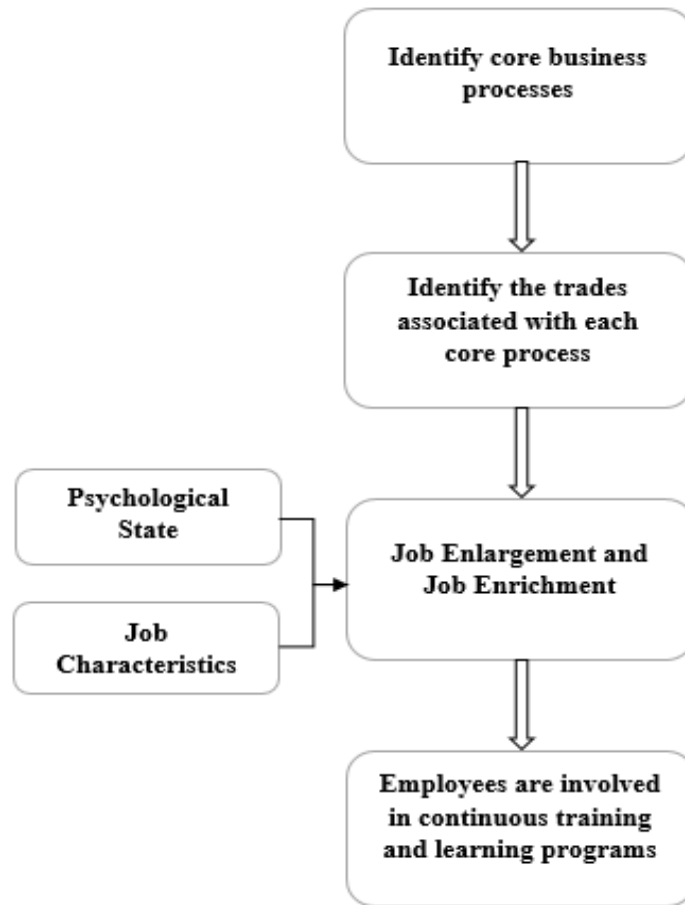 Identify core business
processes
Identify the trades
associated with each
core process
Psychological
State
Job
Characteristics
Job Enlargement and
Job Enrichment
Employees are involved
in continuous training
and learning programs